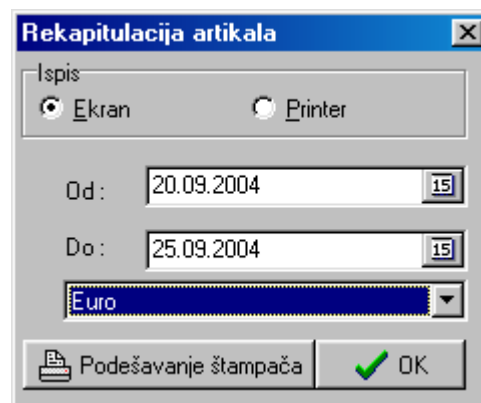 Rekapitulacija artikala
Ispis
Ekran Printer
Od : 20.09.2004 15
Do : 25.09.2004 15
Euro
Podešavanje štampača OK